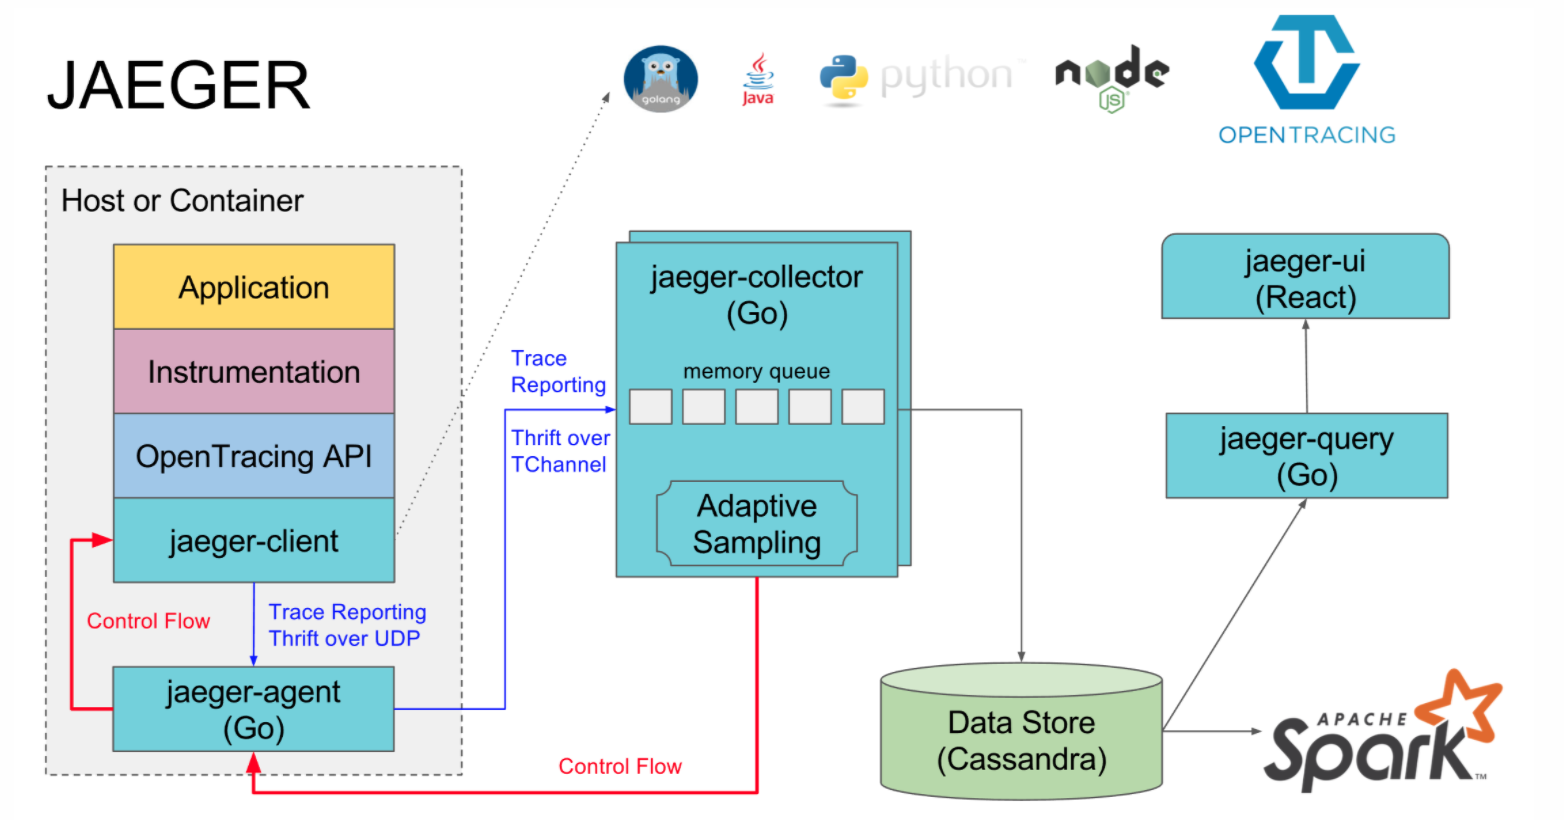 JAEGER
golang
Java
python
node
JS
OPENTRACING
Host or Container
Application
Instrumentation
OpenTracing API
jaeger-client
Control Flow
Trace Reporting
Thrift over UDP
jaeger-agent
(Go)
Trace
Reporting
Thrift over
TChannel
jaeger-collector
(Go)
memory queue
Adaptive
Sampling
Control Flow
Data Store
(Cassandra)
jaeger-ui
(React)
jaeger-query
(Go)
APACHE
Spark™